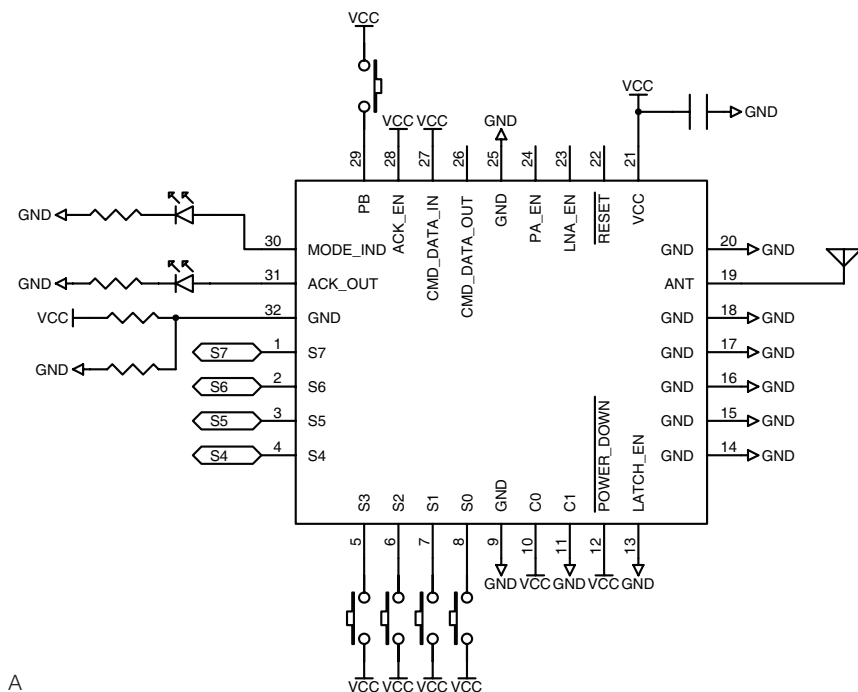 VCC
VCC
GND
VCC
VCC
GND
29
28
27
26
25
24
23
22
21
PB
ACK_EN
CMD_DATA_IN
CMD_DATA_OUT
GND
PA_EN
LNA_EN
RESET
VCC
GND
30
MODE_IND
GND
20
GND
GND
31
ACK_OUT
ANT
19
VCC
32
GND
GND
18
GND
S7
1
S7
GND
17
GND
GND
S6
2
S6
GND
16
GND
S5
3
S5
GND
15
GND
S4
4
S4
GND
14
GND
S3
S2
S1
S0
GND
C0
C1
POWER_DOWN
LATCH_EN
5
6
7
8
9
10
11
12
13
GND
VCC
GND
VCC
GND
VCC
VCC
VCC
VCC
A